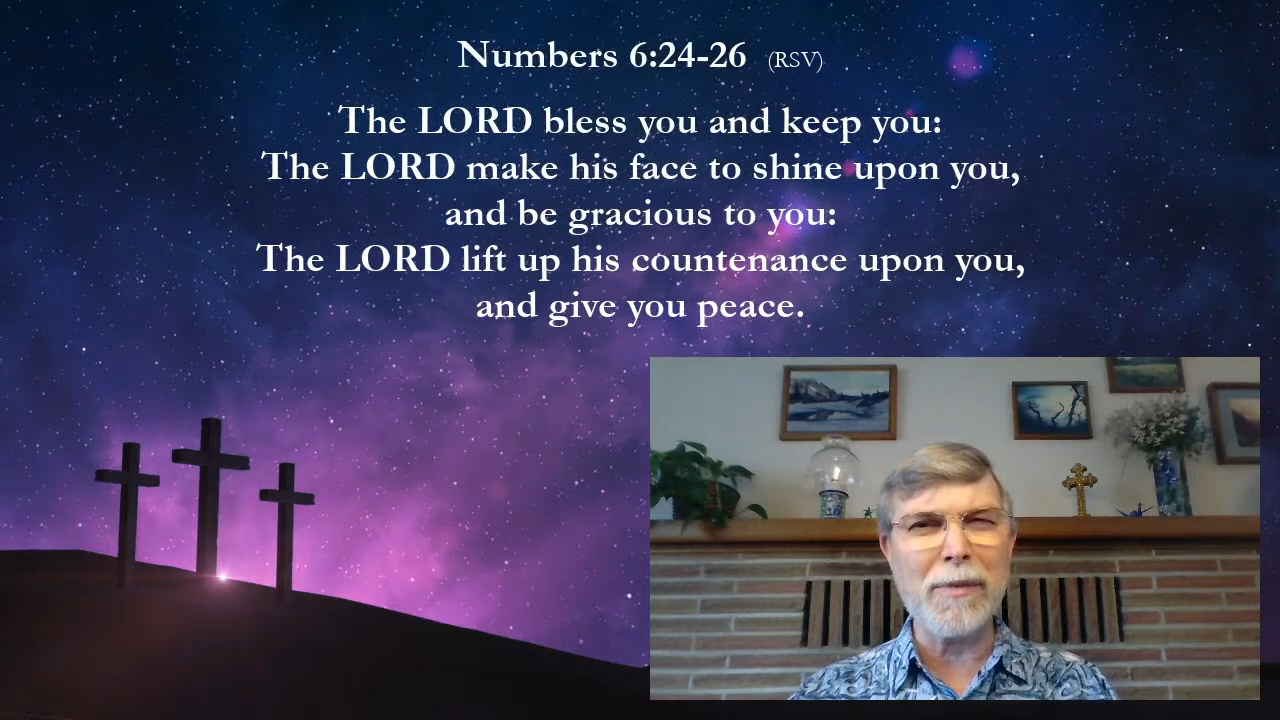 Numbers 6:24-26 (RSV)
The LORD bless you and keep you:
The LORD make his face to shine upon you,
and be gracious to you:
The LORD lift up his countenance upon you,
and give you peace.